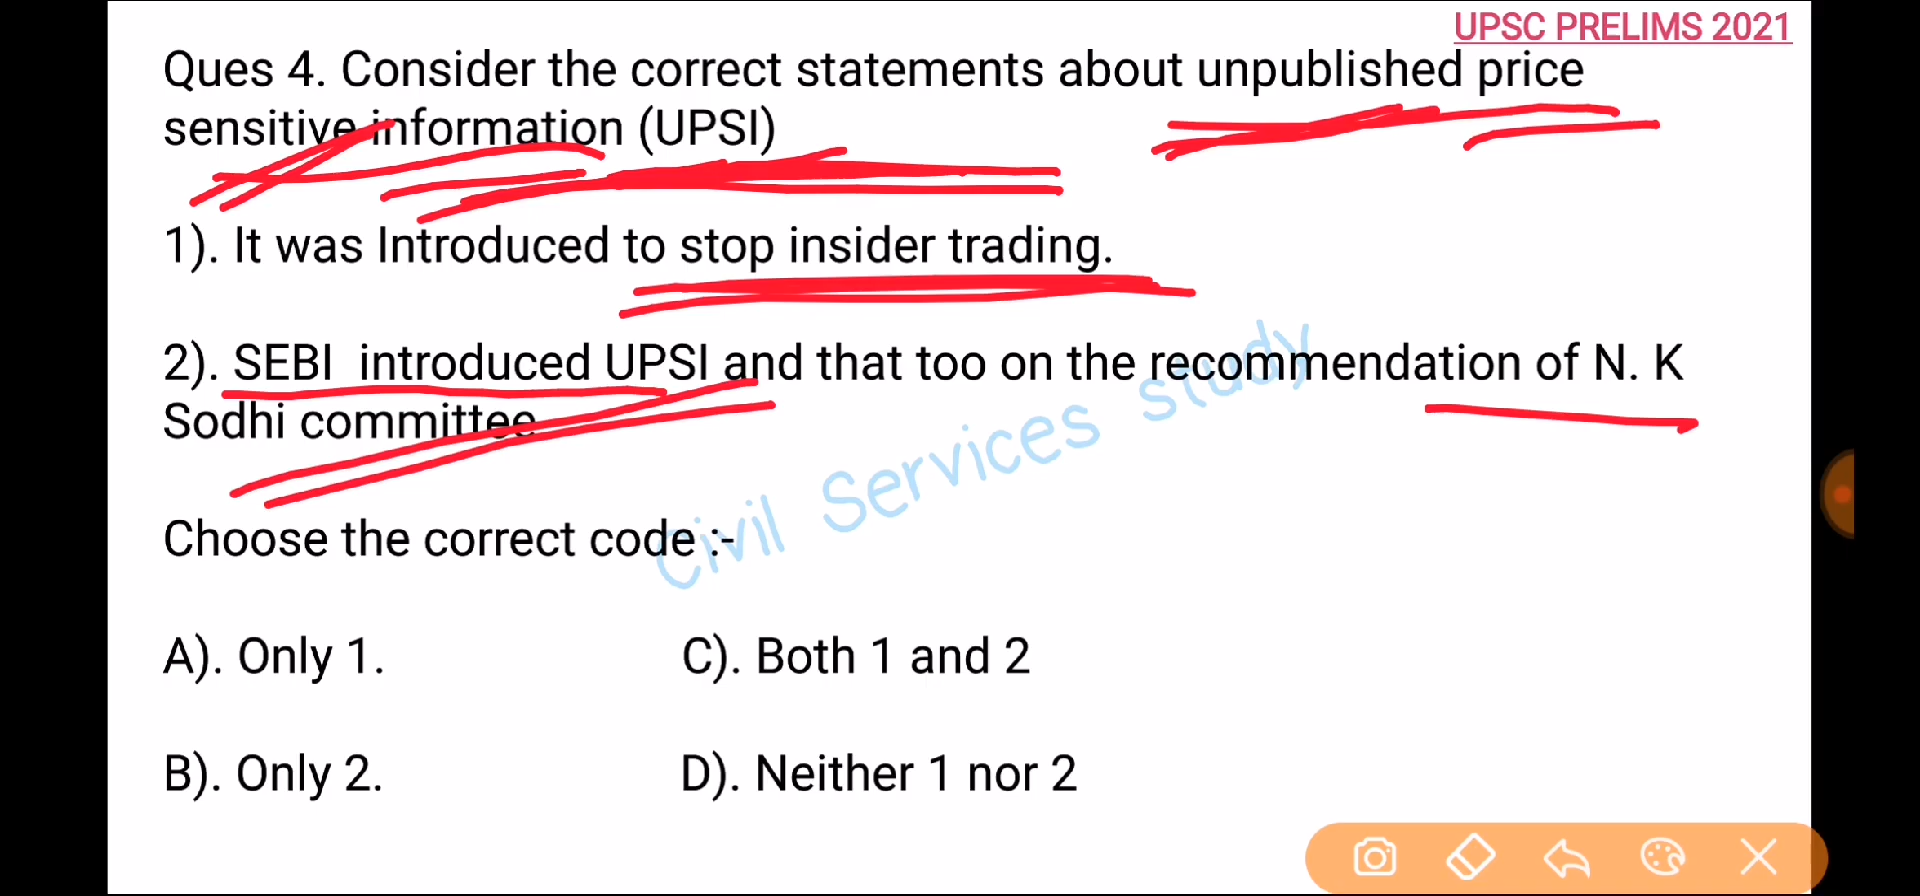 UPSC PRELIMS 2021
Ques 4. Consider the correct statements about unpublished price
sensitive information (UPSI)
1). It was Introduced to stop insider trading.
2). SEBI introduced UPSI and that too on the recommendation of N. K
Sodhi committee
Civil Services study
Choose the correct code :-
A). Only 1. C). Both 1 and 2
B). Only 2. D). Neither 1 nor 2